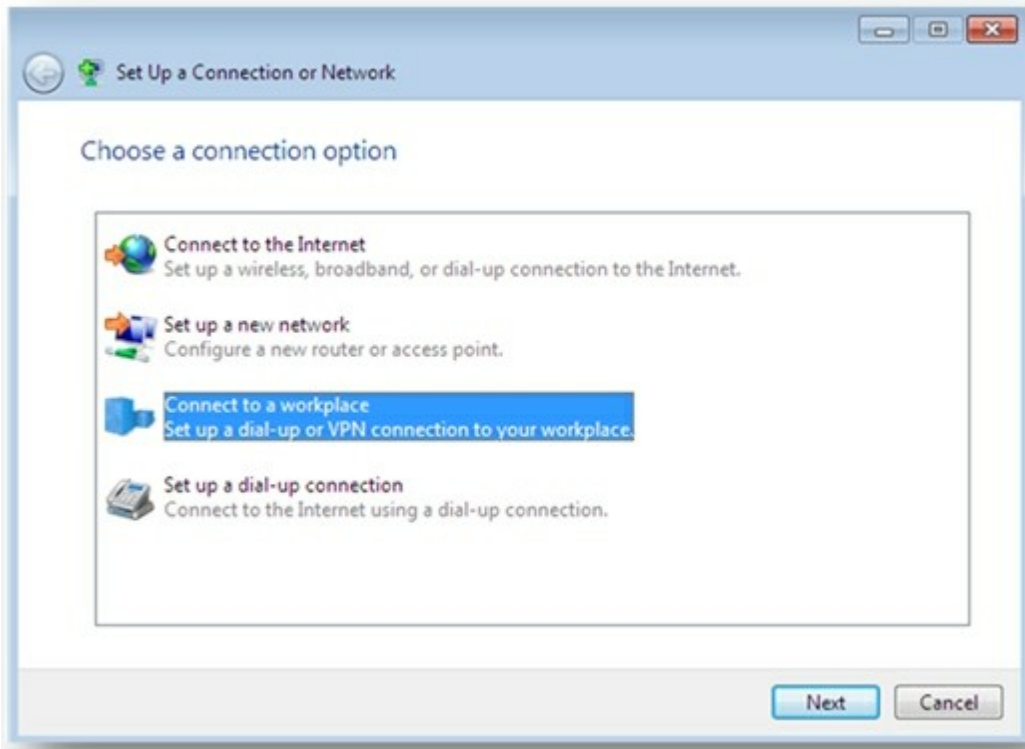 Set Up a Connection or Network
Choose a connection option
Connect to the Internet
Set up a wireless, broadband, or dial-up connection to the Internet.
Set up a new network
Configure a new router or access point.
Connect to a workplace
Set up a dial-up or VPN connection to your workplace.
Set up a dial-up connection
Connect to the Internet using a dial-up connection.
Next
Cancel